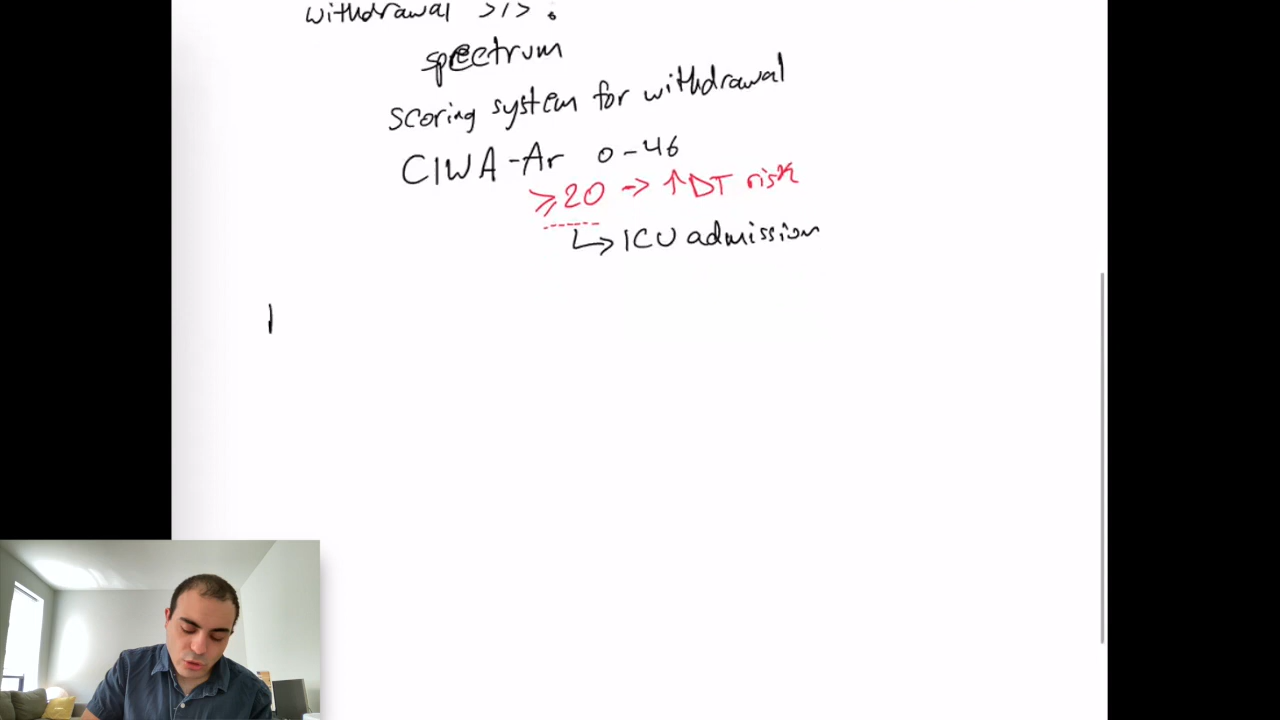 withdrawal s/s:
spectrum
scoring system for withdrawal
CIWA-Ar 0-46
≥20 → ↑DT risk
↳ ICU admission